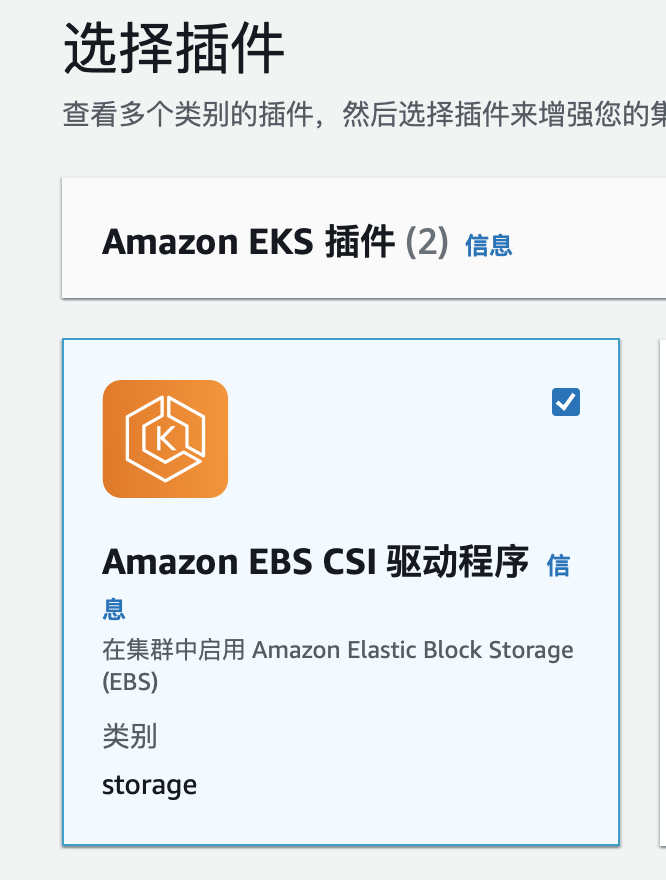 选择插件
查看多个类别的插件，然后选择插件来增强您的
Amazon EKS 插件 (2) 信息
K
Amazon EBS CSI 驱动程序 信
息
在集群中启用 Amazon Elastic Block Storage
(EBS)
类别
storage